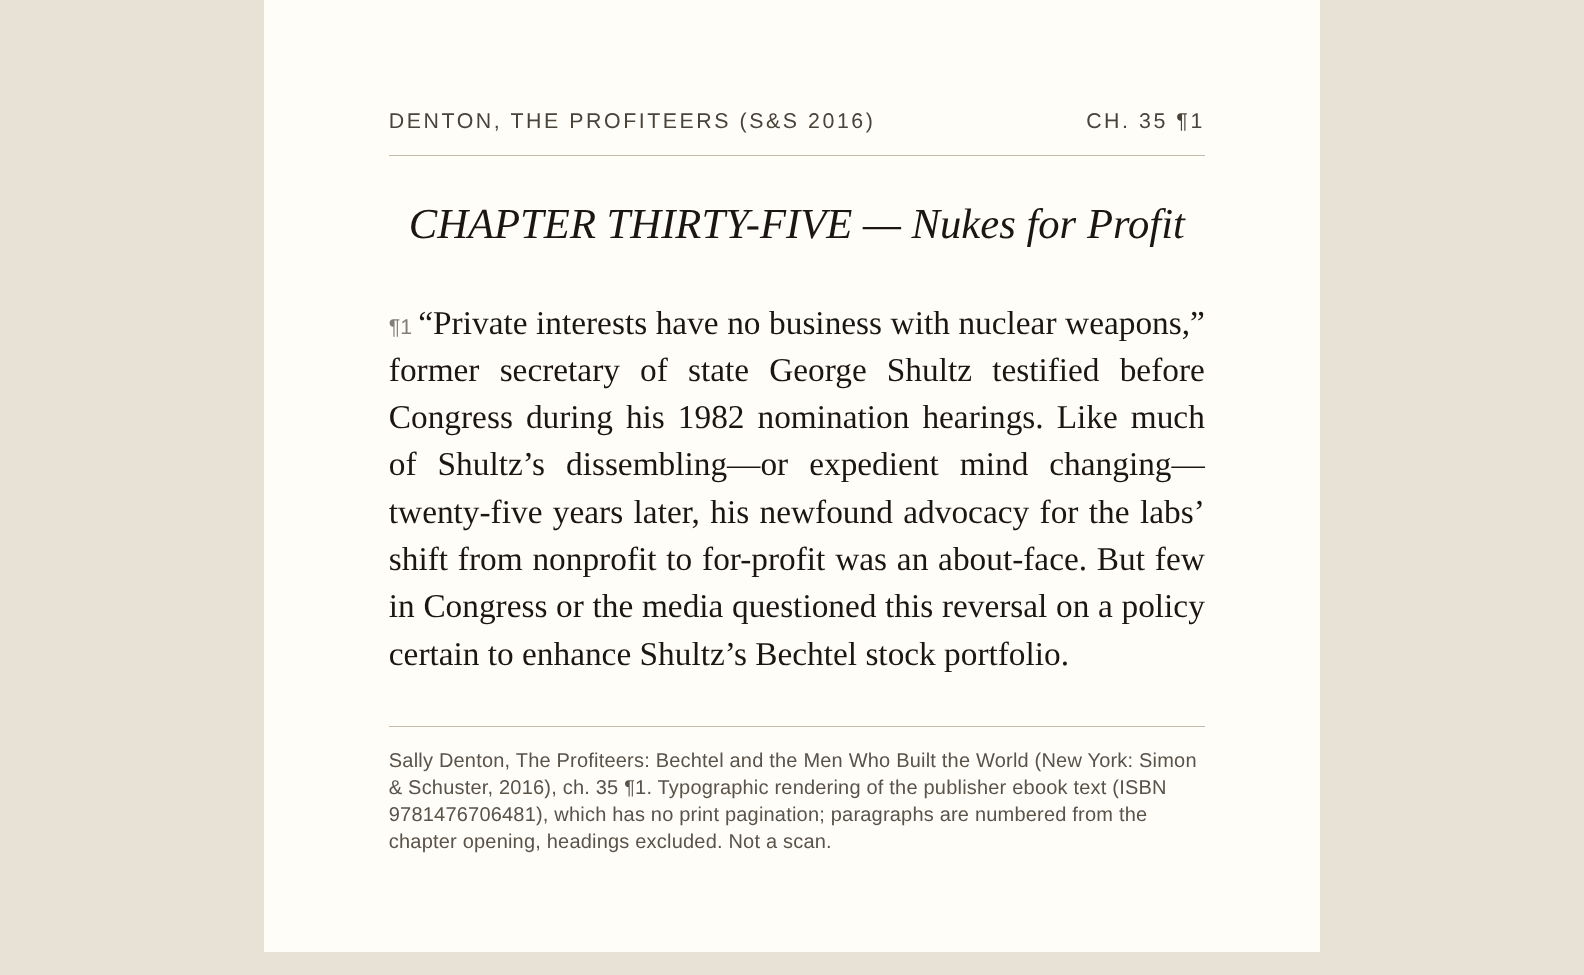 DENTON, THE PROFITEERS (S&S 2016) CH. 35 ¶1
CHAPTER THIRTY-FIVE — Nukes for Profit
¶1 “Private interests have no business with nuclear weapons,”
former secretary of state George Shultz testified before
Congress during his 1982 nomination hearings. Like much
of Shultz’s dissembling—or expedient mind changing—
twenty-five years later, his newfound advocacy for the labs’
shift from nonprofit to for-profit was an about-face. But few
in Congress or the media questioned this reversal on a policy
certain to enhance Shultz’s Bechtel stock portfolio.
Sally Denton, The Profiteers: Bechtel and the Men Who Built the World (New York: Simon
& Schuster, 2016), ch. 35 ¶1. Typographic rendering of the publisher ebook text (ISBN
9781476706481), which has no print pagination; paragraphs are numbered from the
chapter opening, headings excluded. Not a scan.